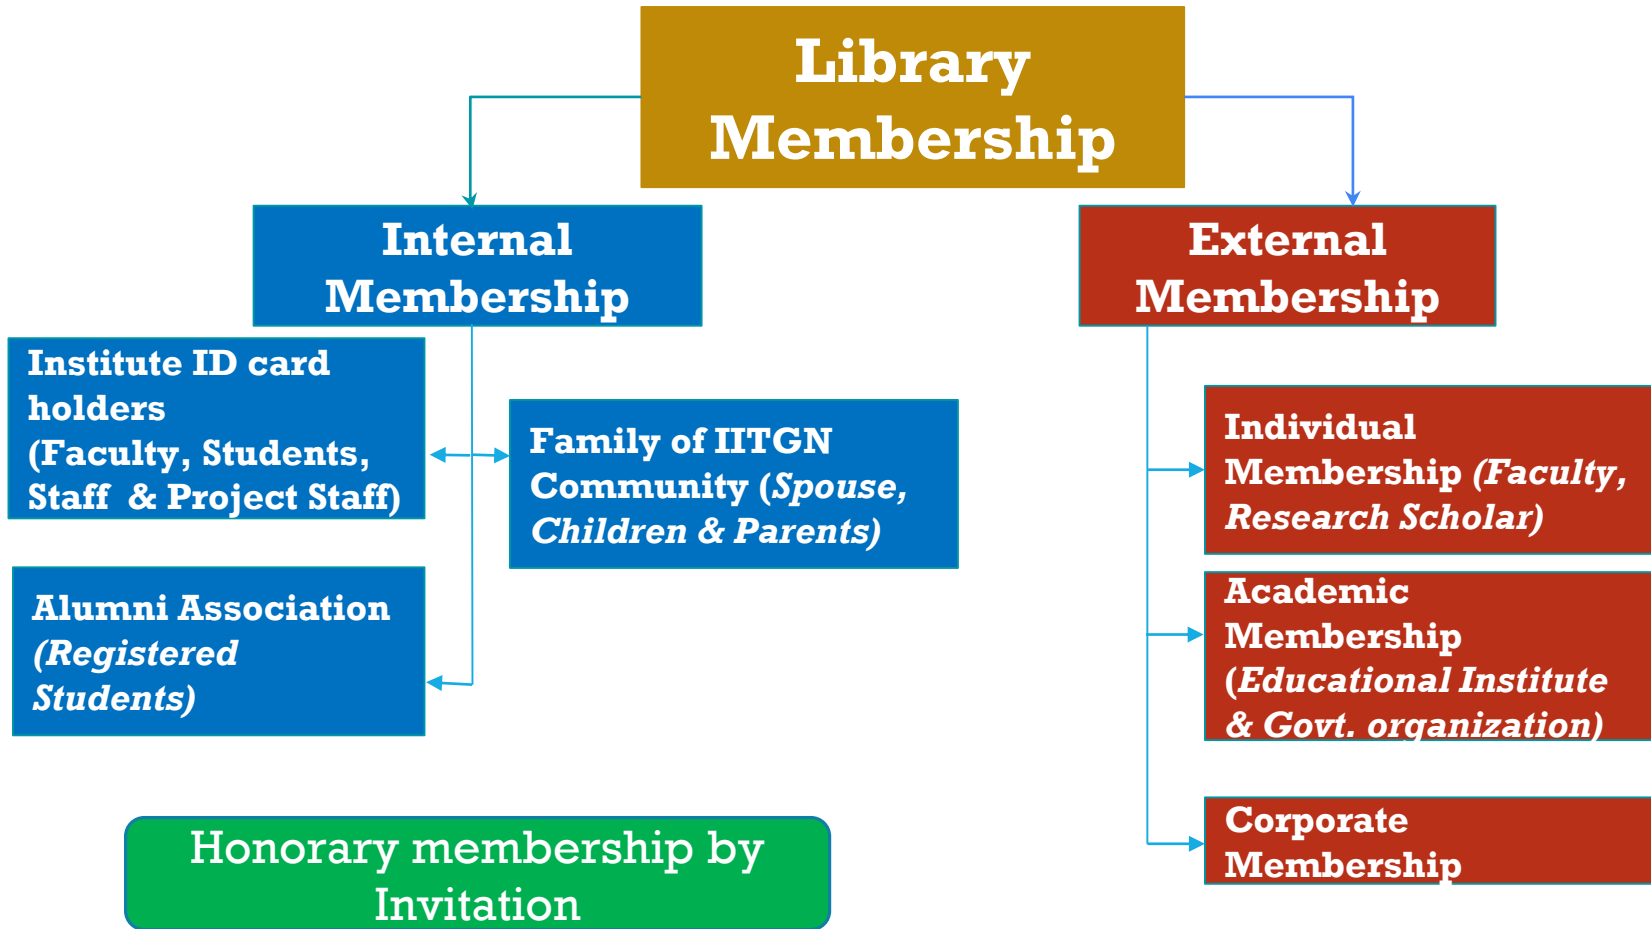 Library
Membership
Internal
Membership
External
Membership
Institute ID card
holders
(Faculty, Students,
Staff & Project Staff)
Family of IITGN
Community (Spouse,
Children & Parents)
Alumni Association
(Registered
Students)
Individual
Membership (Faculty,
Research Scholar)
Academic
Membership
(Educational Institute
& Govt. organization)
Corporate
Membership
Honorary membership by
Invitation